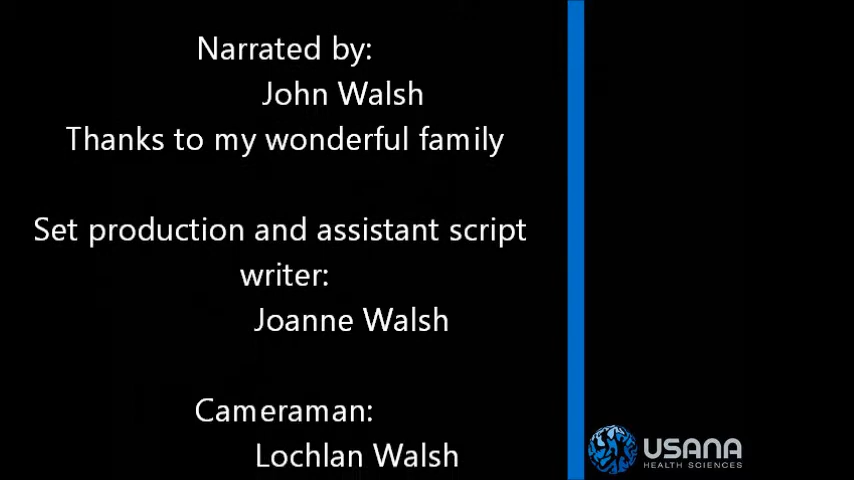 Narrated by:
John Walsh
Thanks to my wonderful family
Set production and assistant script
writer:
Joanne Walsh
Cameraman:
Lochlan Walsh
USANA
HEALTH SCIENCES